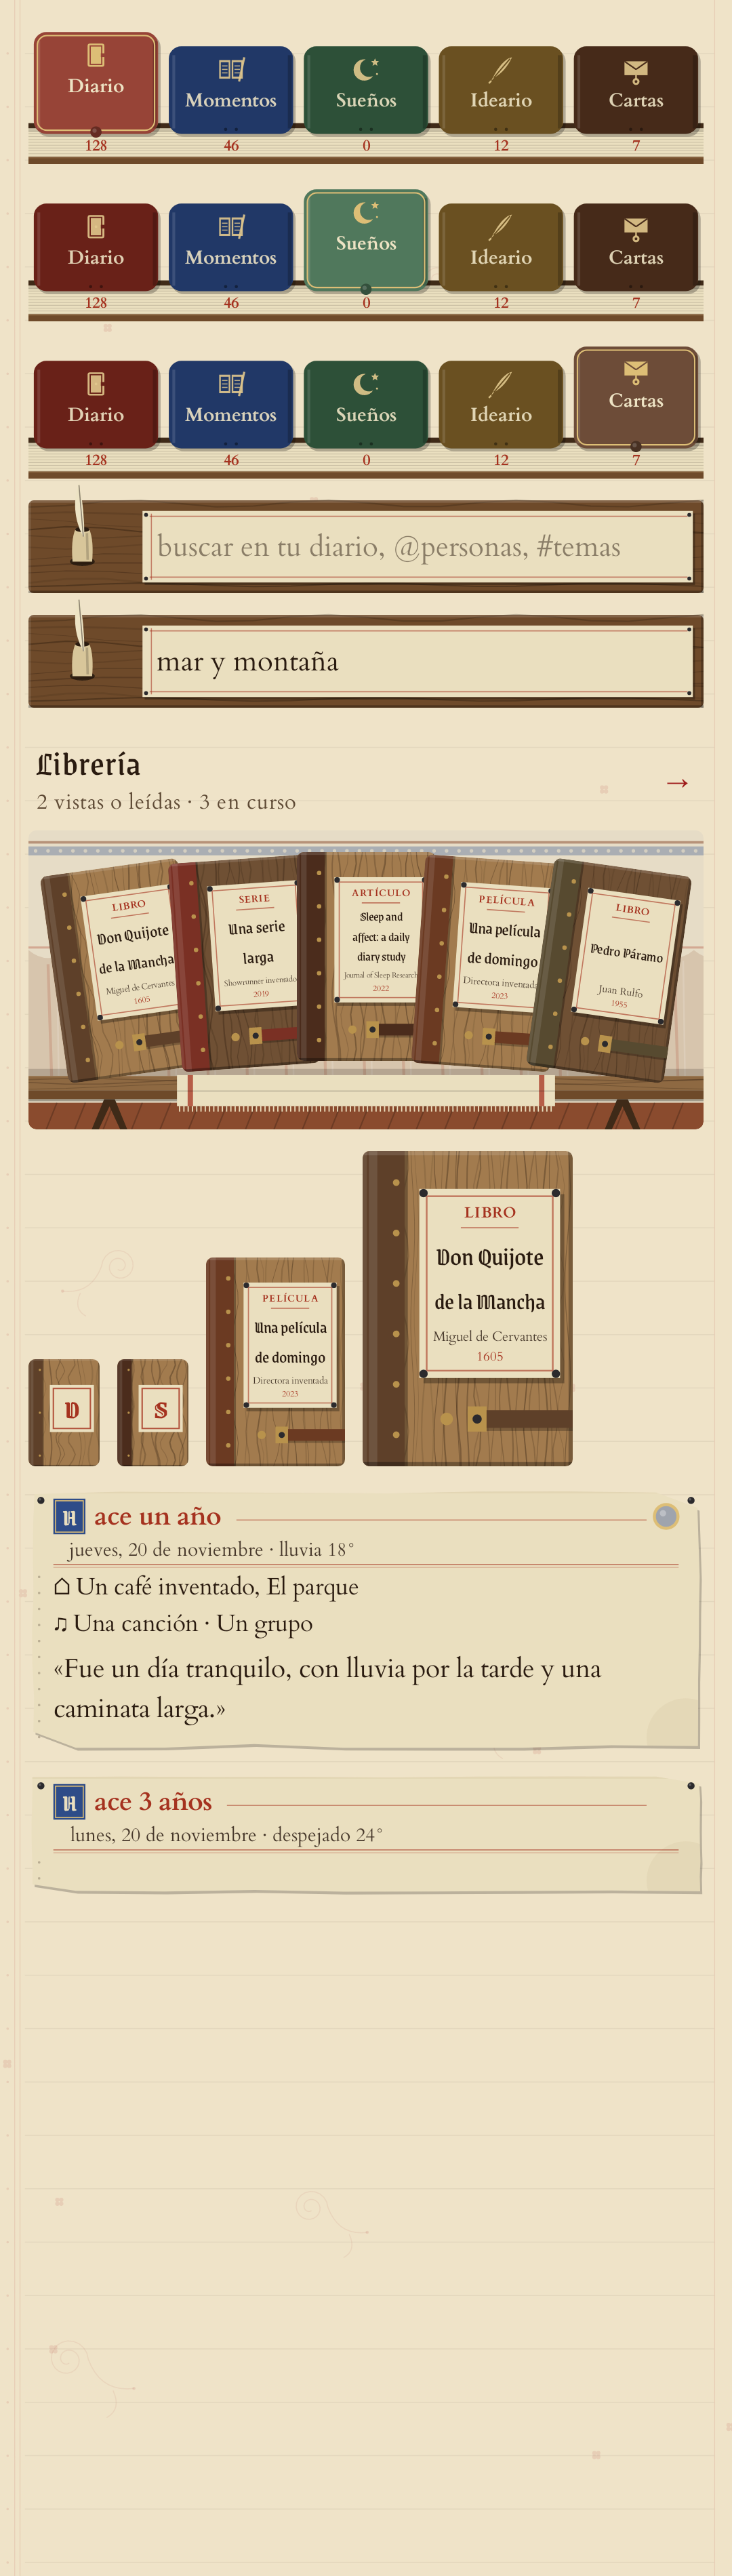 Diario Momentos Sueños Ideario Cartas
128 46 0 12 7
Diario Momentos Sueños Ideario Cartas
128 46 0 12 7
Diario Momentos Sueños Ideario Cartas
128 46 0 12 7
buscar en tu diario, @personas, #temas
mar y montaña
Librería
2 vistas o leídas · 3 en curso
→
LIBRO
Don Quijote
de la Mancha
Miguel de Cervantes
1605
SERIE
Una serie
larga
Showrunner inventado
2019
ARTÍCULO
Sleep and
affect: a daily
diary study
Journal of Sleep Research
2022
PELÍCULA
Una película
de domingo
Directora inventada
2023
LIBRO
Pedro Páramo
Juan Rulfo
1955
D
S
PELÍCULA
Una película
de domingo
Directora inventada
2023
LIBRO
Don Quijote
de la Mancha
Miguel de Cervantes
1605
Hace un año
jueves, 20 de noviembre · lluvia 18°
Un café inventado, El parque
♫ Una canción · Un grupo
«Fue un día tranquilo, con lluvia por la tarde y una
caminata larga.»
Hace 3 años
lunes, 20 de noviembre · despejado 24°